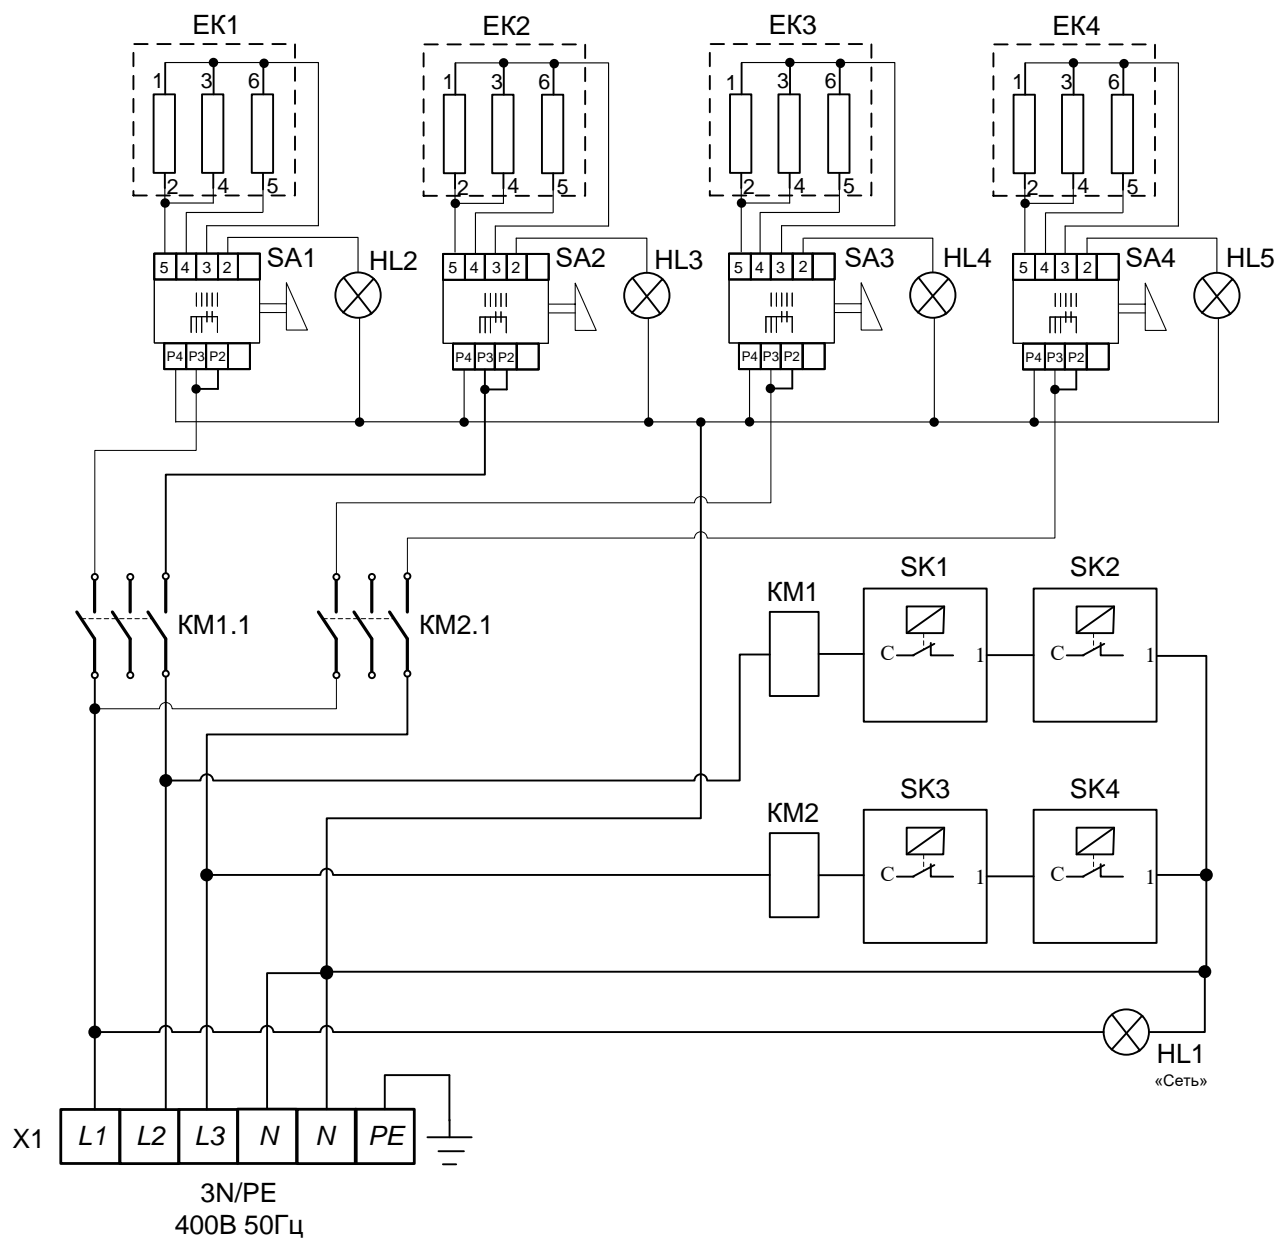 EK1 EK2 EK3 EK4
1 3 6 1 3 6 1 3 6 1 3 6
2 4 5 2 4 5 2 4 5 2 4 5
5 4 3 2 SA1 HL2 5 4 3 2 SA2 HL3 5 4 3 2 SA3 HL4 5 4 3 2 SA4 HL5
P4 P3 P2 P4 P3 P2 P4 P3 P2 P4 P3 P2
КМ1.1 КМ2.1
КМ1 SK1 SK2
C 1 C 1
КМ2 SK3 SK4
C 1 C 1
HL1
«Сеть»
X1 L1 L2 L3 N N PE
3N/PE
400В 50Гц